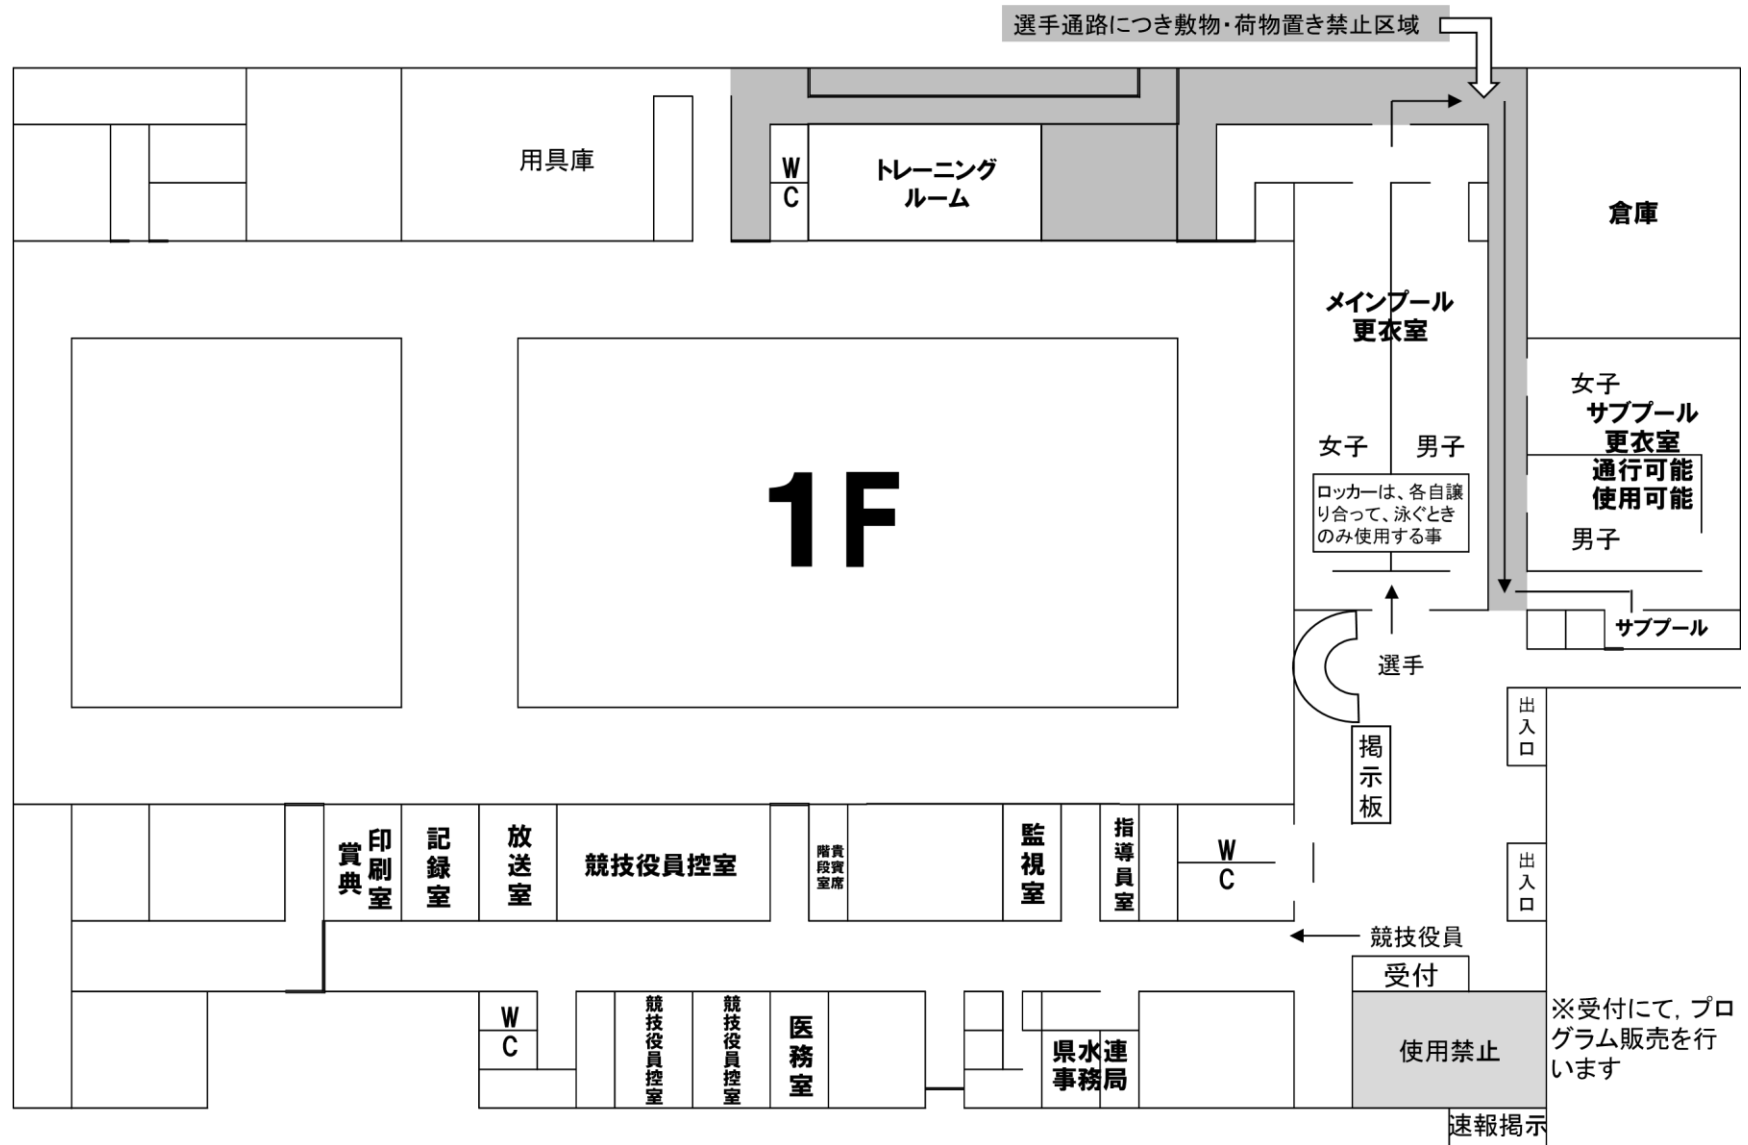 選手通路につき敷物・荷物置き禁止区域
用具庫
W
C
トレーニング
ルーム
倉庫
メインプール
更衣室
女子
男子
ロッカーは、各自譲
り合って、泳ぐとき
のみ使用する事
女子
サブプール
更衣室
通行可能
使用可能
男子
サブプール
1F
選手
掲示板
出入口
出入口
印刷室
賞典
記録室
放送室
競技役員控室
貴賓席
階段室
監視室
指導員室
W
C
競技役員
受付
W
C
競技役員控室
競技役員控室
医務室
県水連
事務局
使用禁止
※受付にて，プロ
グラム販売を行
います
速報掲示